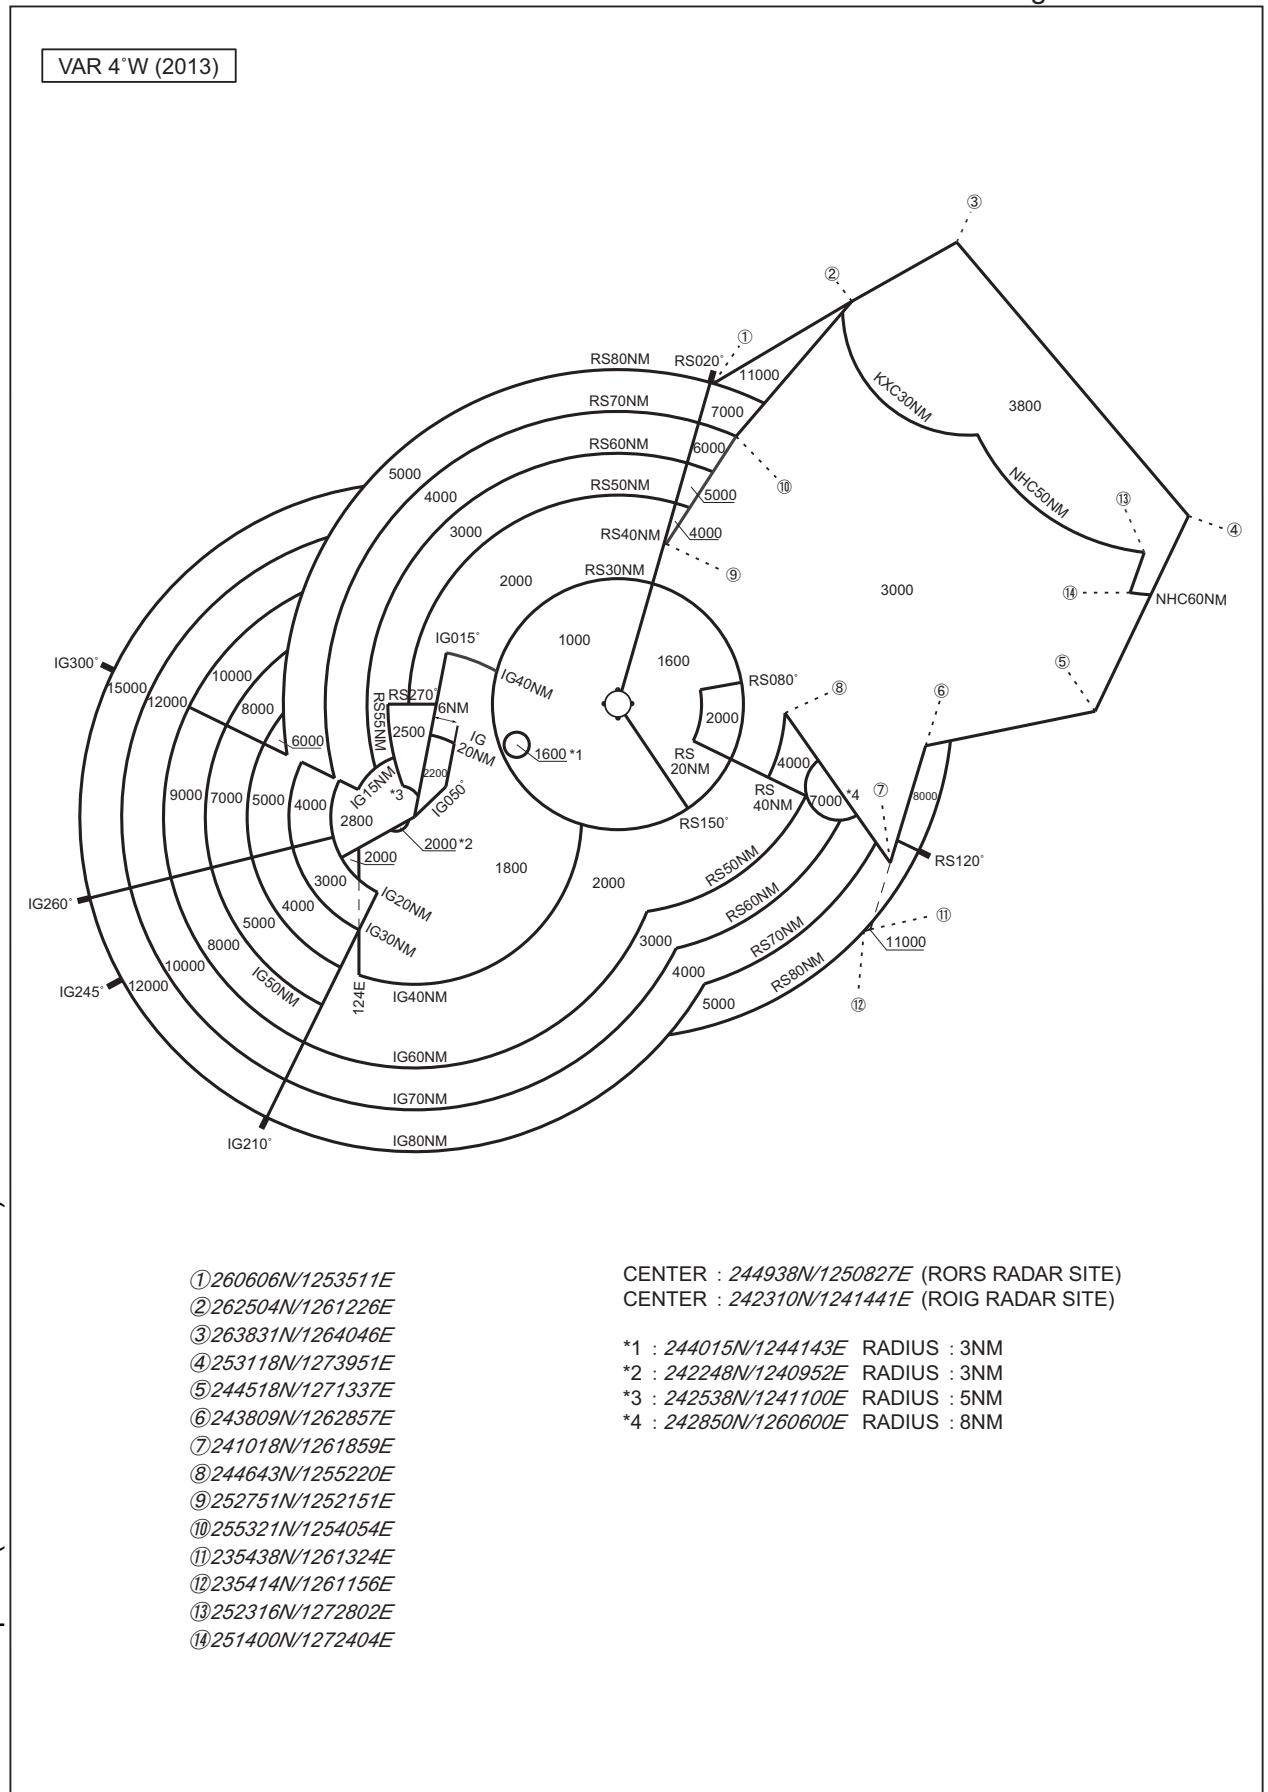 VAR 4˚W (2013)
③
②
①
RS80NM
RS020˚
11000
KXC30NM
3800
RS70NM
7000
5000
RS60NM
6000
4000
⑩
NHC50NM
⑬
RS50NM
5000
④
3000
RS40NM
4000
⑨
RS30NM
2000
3000
⑭
NHC60NM
1000
IG015˚
1600
IG300˚
IG40NM
RS080˚
⑤
10000
15000
12000
RS270˚
⑧
⑥
8000
RS55NM
6NM
2500
2000
6000
IG
20NM
1600 *1
RS
20NM
4000
2200
IG15NM
*3
IG050˚
RS
40NM
7000
*4
⑦
8000
9000
7000
5000
4000
2800
RS150˚
2000 *2
2000
RS120˚
1800
2000
RS50NM
3000
IG20NM
IG260˚
4000
RS60NM
5000
IG30NM
⑪
8000
3000
RS70NM
11000
10000
IG50NM
4000
RS80NM
IG245˚
12000
124E
IG40NM
5000
⑫
IG60NM
IG70NM
IG210˚
IG80NM
①260606N/1253511E
②262504N/1261226E
③263831N/1264046E
④253118N/1273951E
⑤244518N/1271337E
⑥243809N/1262857E
⑦241018N/1261859E
⑧244643N/1255220E
⑨252751N/1252151E
⑩255321N/1254054E
⑪235438N/1261324E
⑫235414N/1261156E
⑬252316N/1272802E
⑭251400N/1272404E
CENTER : 244938N/1250827E (RORS RADAR SITE)
CENTER : 242310N/1241441E (ROIG RADAR SITE)
*1 : 244015N/1244143E RADIUS : 3NM
*2 : 242248N/1240952E RADIUS : 3NM
*3 : 242538N/1241100E RADIUS : 5NM
*4 : 242850N/1260600E RADIUS : 8NM